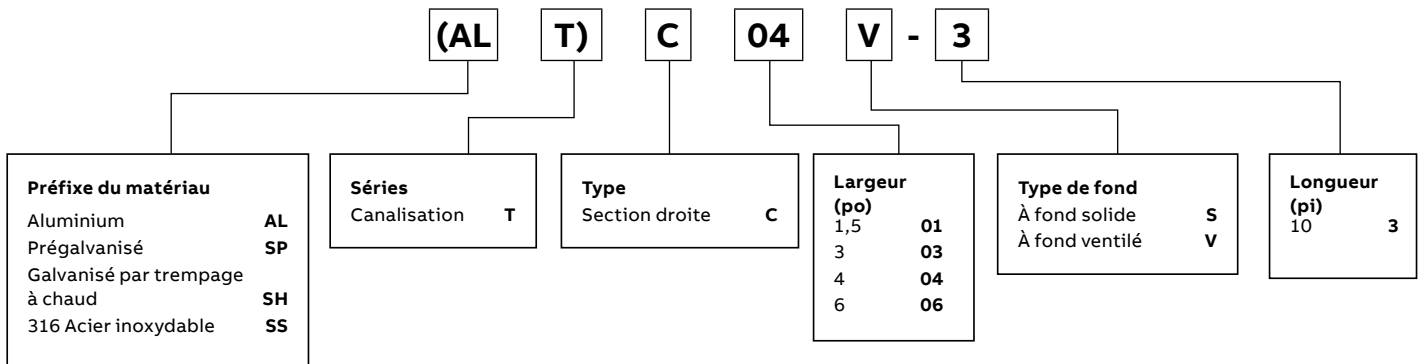 (AL T) C 04 V - 3
Préfixe du matériau
Aluminium AL
Prégalvanisé SP
Galvanisé par trempage
à chaud SH
316 Acier inoxydable SS
Séries
Canalisation T
Type
Section droite C
Largeur
(po)
1,5 01
3 03
4 04
6 06
Type de fond
À fond solide S
À fond ventilé V
Longueur
(pi)
10 3